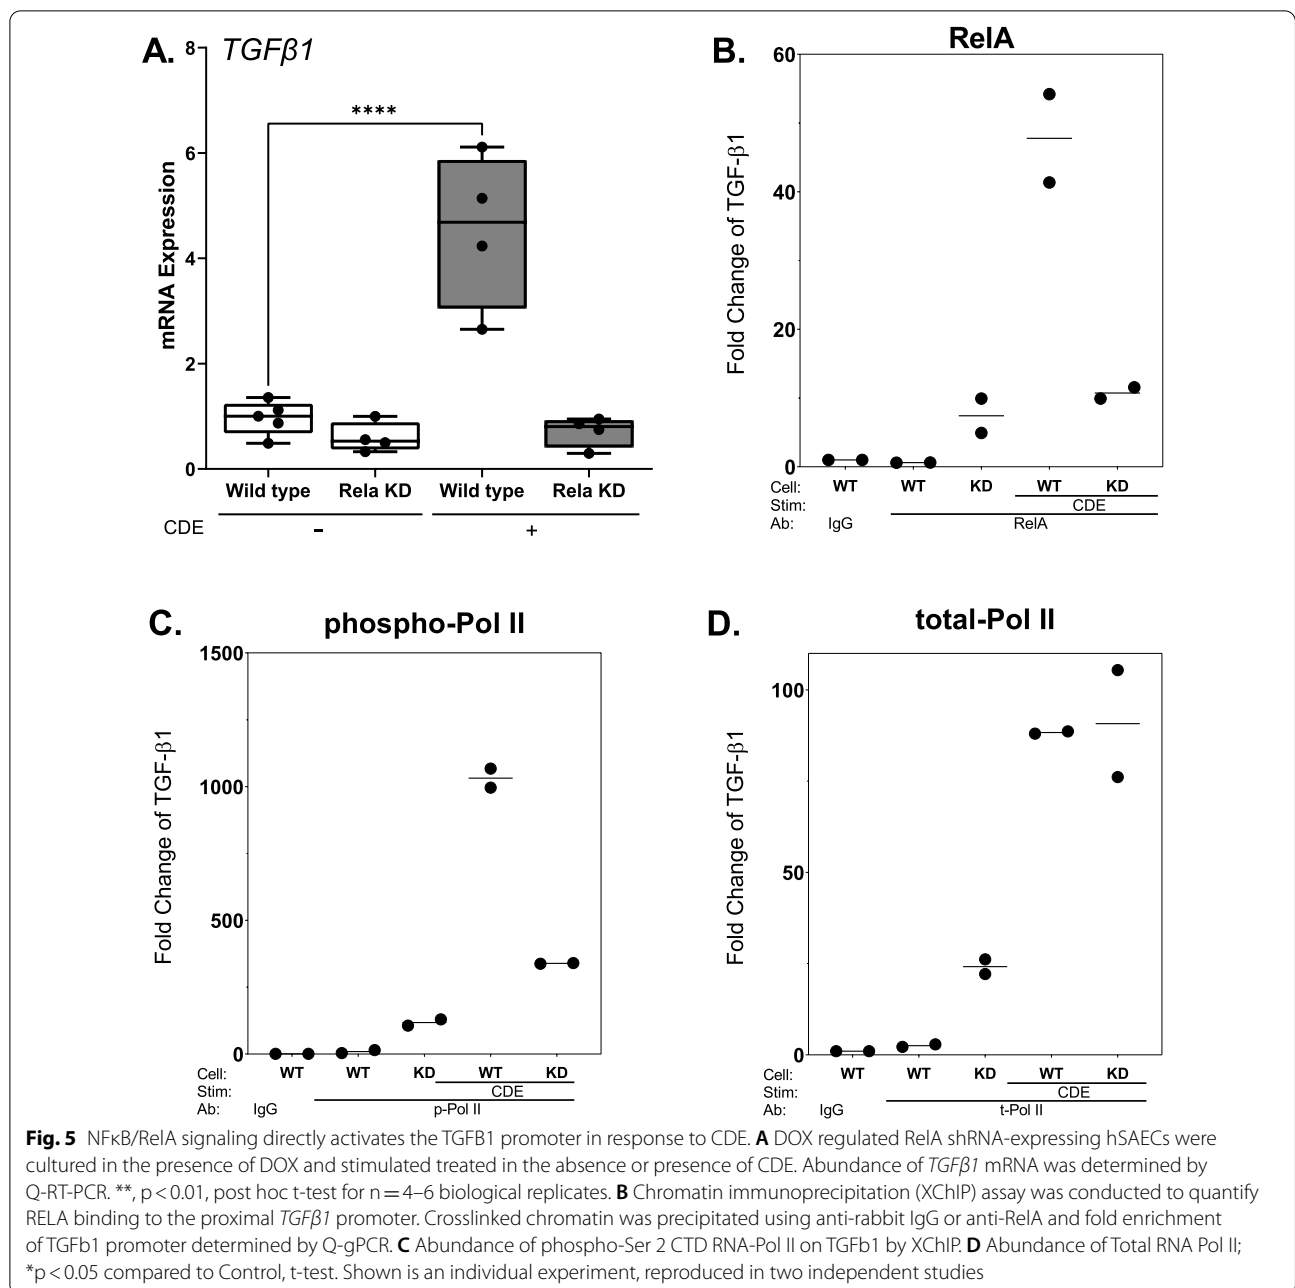 A.
TGFβ1
8
6
4
2
0
mRNA Expression
****
Wild type Rela KD Wild type Rela KD
CDE - +
B.
RelA
60
40
20
0
Fold Change of TGF-β1
Cell: WT WT KD WT KD
Stim: CDE
Ab: IgG RelA
C.
phospho-Pol II
1500
1000
500
0
Fold Change of TGF-β1
Cell: WT WT KD WT KD
Stim: CDE
Ab: IgG p-Pol II
D.
total-Pol II
100
50
0
Fold Change of TGF-β1
Cell: WT WT KD WT KD
Stim: CDE
Ab: IgG t-Pol II
Fig. 5 NFκB/RelA signaling directly activates the TGFB1 promoter in response to CDE. A DOX regulated RelA shRNA-expressing hSAECs were
cultured in the presence of DOX and stimulated treated in the absence or presence of CDE. Abundance of TGFβ1 mRNA was determined by
Q-RT-PCR. **, p < 0.01, post hoc t-test for n = 4–6 biological replicates. B Chromatin immunoprecipitation (XChIP) assay was conducted to quantify
RELA binding to the proximal TGFβ1 promoter. Crosslinked chromatin was precipitated using anti-rabbit IgG or anti-RelA and fold enrichment
of TGFb1 promoter determined by Q-gPCR. C Abundance of phospho-Ser 2 CTD RNA-Pol II on TGFb1 by XChIP. D Abundance of Total RNA Pol II;
*p < 0.05 compared to Control, t-test. Shown is an individual experiment, reproduced in two independent studies